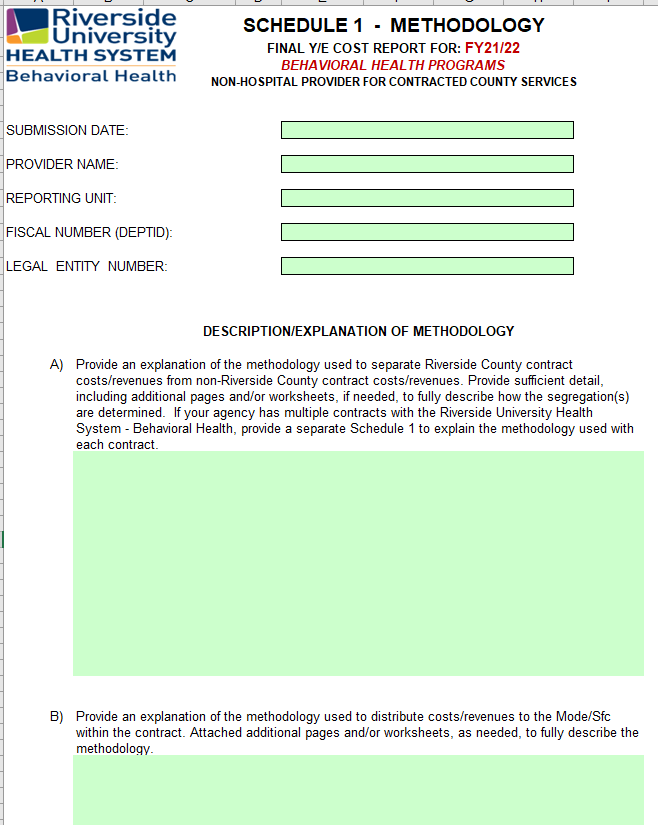 Riverside
University
HEALTH SYSTEM
Behavioral Health
SCHEDULE 1 - METHODOLOGY
FINAL Y/E COST REPORT FOR: FY21/22
BEHAVIORAL HEALTH PROGRAMS
NON-HOSPITAL PROVIDER FOR CONTRACTED COUNTY SERVICES
SUBMISSION DATE:
PROVIDER NAME:
REPORTING UNIT:
FISCAL NUMBER (DEPTID):
LEGAL ENTITY NUMBER:
DESCRIPTION/EXPLANATION OF METHODOLOGY
A) Provide an explanation of the methodology used to separate Riverside County contract
costs/revenues from non-Riverside County contract costs/revenues. Provide sufficient detail,
including additional pages and/or worksheets, if needed, to fully describe how the segregation(s)
are determined. If your agency has multiple contracts with the Riverside University Health
System - Behavioral Health, provide a separate Schedule 1 to explain the methodology used with
each contract.
B) Provide an explanation of the methodology used to distribute costs/revenues to the Mode/Sfc
within the contract. Attached additional pages and/or worksheets, as needed, to fully describe the
methodology.